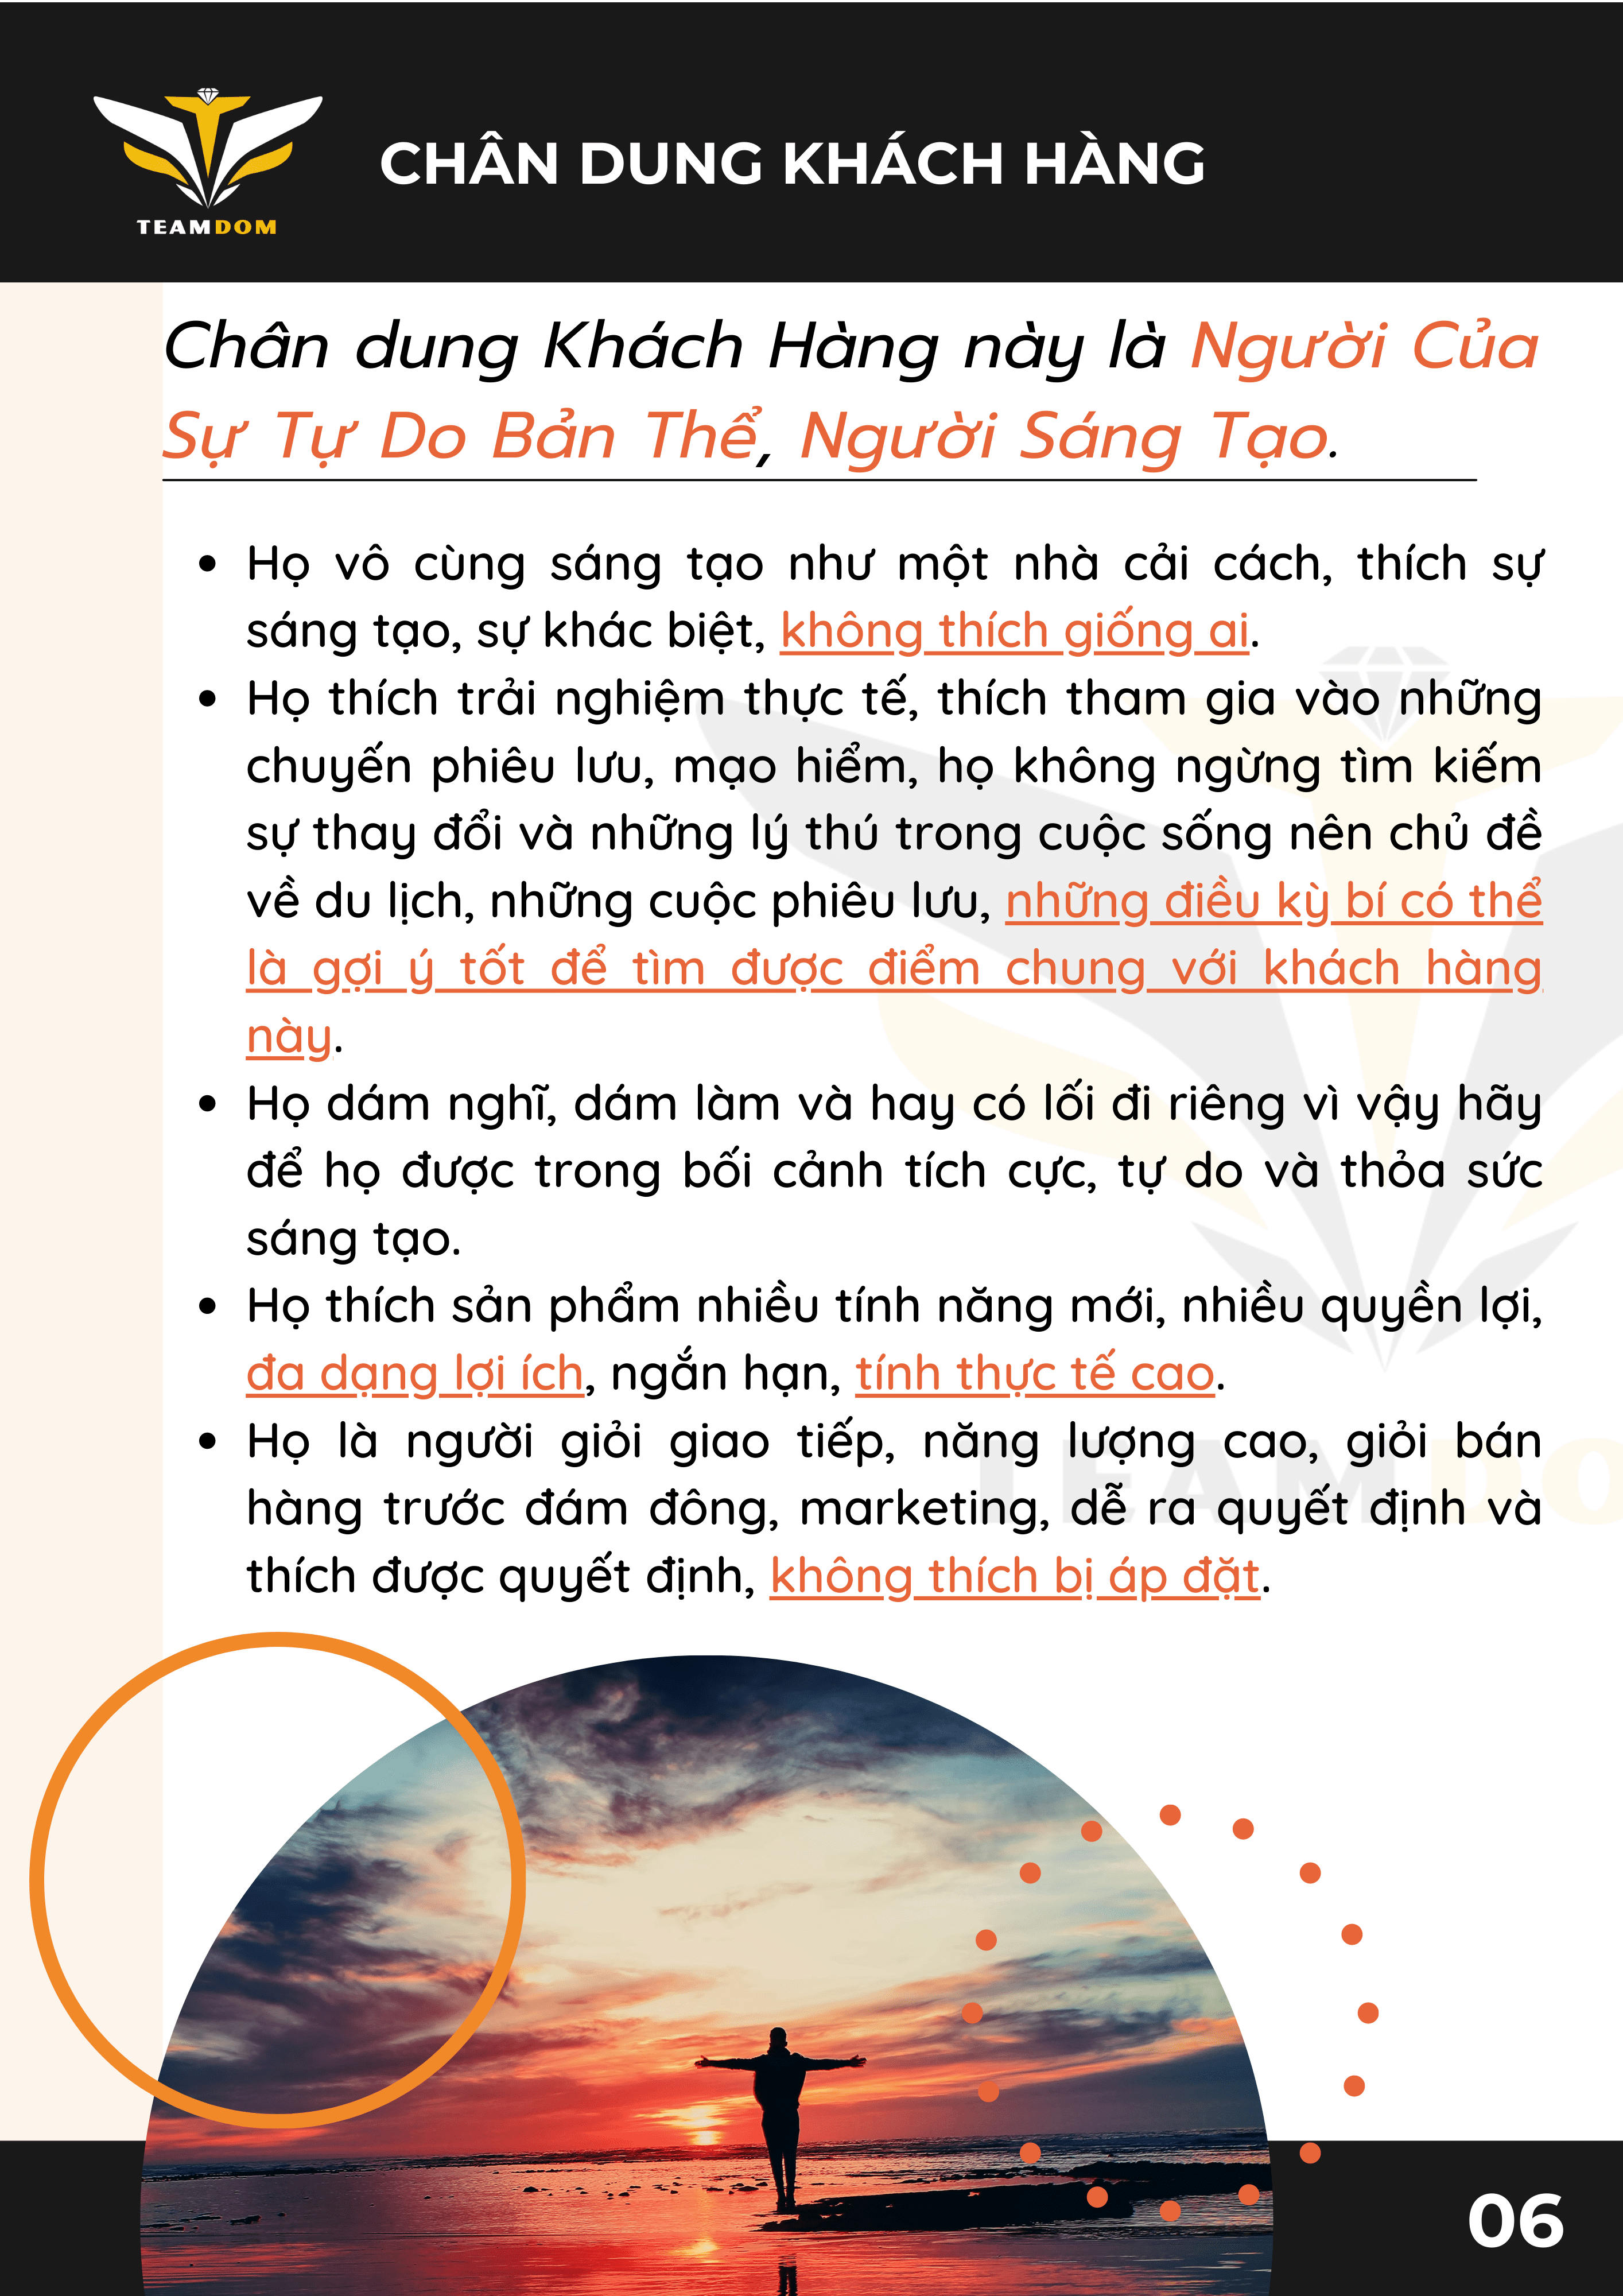 TEAMDOM
CHÂN DUNG KHÁCH HÀNG
Chân dung Khách Hàng này là Người Của
Sự Tự Do Bản Thể, Người Sáng Tạo.
• Họ vô cùng sáng tạo như một nhà cải cách, thích sự
sáng tạo, sự khác biệt, không thích giống ai.
• Họ thích trải nghiệm thực tế, thích tham gia vào những
chuyến phiêu lưu, mạo hiểm, họ không ngừng tìm kiếm
sự thay đổi và những lý thú trong cuộc sống nên chủ đề
về du lịch, những cuộc phiêu lưu, những điều kỳ bí có thể
là gợi ý tốt để tìm được điểm chung với khách hàng
này.
• Họ dám nghĩ, dám làm và hay có lối đi riêng vì vậy hãy
để họ được trong bối cảnh tích cực, tự do và thỏa sức
sáng tạo.
• Họ thích sản phẩm nhiều tính năng mới, nhiều quyền lợi,
đa dạng lợi ích, ngắn hạn, tính thực tế cao.
• Họ là người giỏi giao tiếp, năng lượng cao, giỏi bán
hàng trước đám đông, marketing, dễ ra quyết định và
thích được quyết định, không thích bị áp đặt.
TEAMDO
06